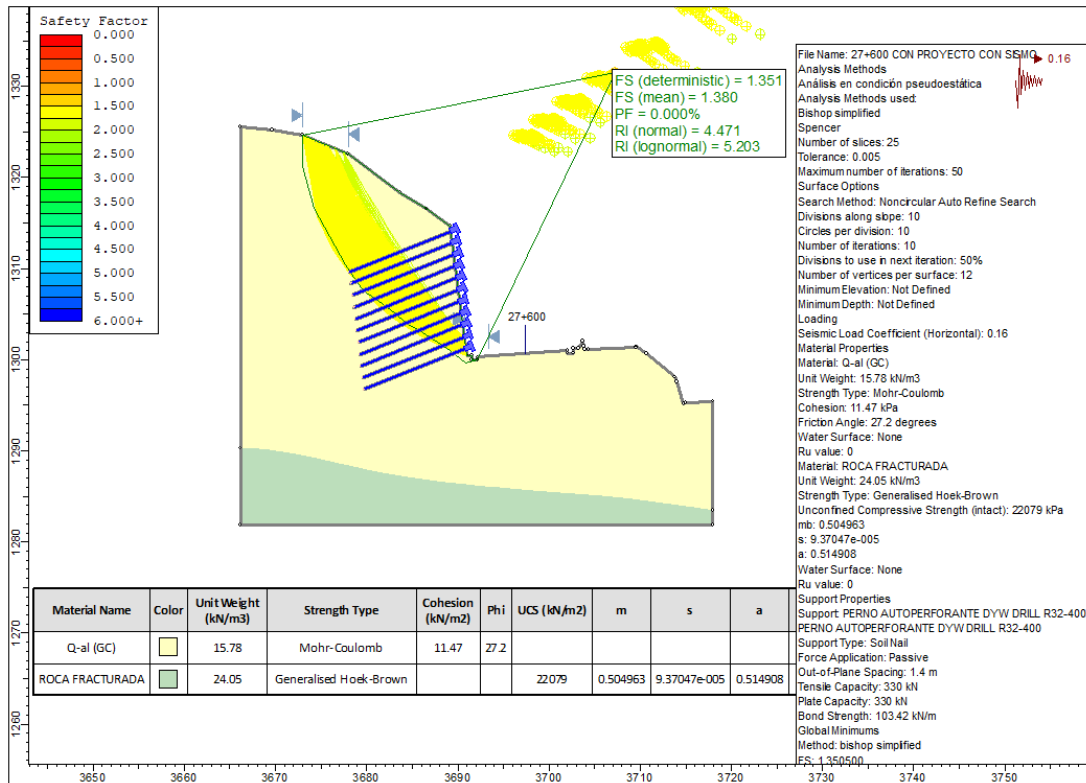 Safety Factor
0.000
0.500
1.000
1.500
2.000
2.500
3.000
3.500
4.000
4.500
5.000
5.500
6.000+
FS (deterministic) = 1.351
FS (mean) = 1.380
PF = 0.000%
RI (normal) = 4.471
RI (lognormal) = 5.203
27+600
0.16
File Name: 27+600 CON PROYECTO CON SISMO
Analysis Methods
Análisis en condición pseudoestática
Analysis Methods used:
Bishop simplified
Spencer
Number of slices: 25
Tolerance: 0.005
Maximum number of iterations: 50
Surface Options
Search Method: Noncircular Auto Refine Search
Divisions along slope: 10
Circles per division: 10
Number of iterations: 10
Divisions to use in next iteration: 50%
Number of vertices per surface: 12
Minimum Elevation: Not Defined
Minimum Depth: Not Defined
Loading
Seismic Load Coefficient (Horizontal): 0.16
Material Properties
Material: Q-al (GC)
Unit Weight: 15.78 kN/m3
Strength Type: Mohr-Coulomb
Cohesion: 11.47 kPa
Friction Angle: 27.2 degrees
Water Surface: None
Ru value: 0
Material: ROCA FRACTURADA
Unit Weight: 24.05 kN/m3
Strength Type: Generalised Hoek-Brown
Unconfined Compressive Strength (intact): 22079 kPa
mb: 0.504963
s: 9.37047e-005
a: 0.514908
Water Surface: None
Ru value: 0
Support Properties
Support: PERNO AUTOPERFORANTE DYW DRILL R32-400
PERNO AUTOPERFORANTE DYW DRILL R32-400
Support Type: Soil Nail
Force Application: Passive
Out-of-Plane Spacing: 1.4 m
Tensile Capacity: 330 kN
Plate Capacity: 330 kN
Bond Strength: 103.42 kN/m
Global Minimums
Method: bishop simplified
FS: 1.350500
Material Name Color Unit Weight (kN/m3) Strength Type Cohesion (kN/m2) Phi UCS (kN/m2) m s a
Q-al (GC) 15.78 Mohr-Coulomb 11.47 27.2
ROCA FRACTURADA 24.05 Generalised Hoek-Brown 22079 0.504963 9.37047e-005 0.514908
1330
1320
1310
1300
1290
1280
1270
1260
3650 3660 3670 3680 3690 3700 3710 3720 3730 3740 3750